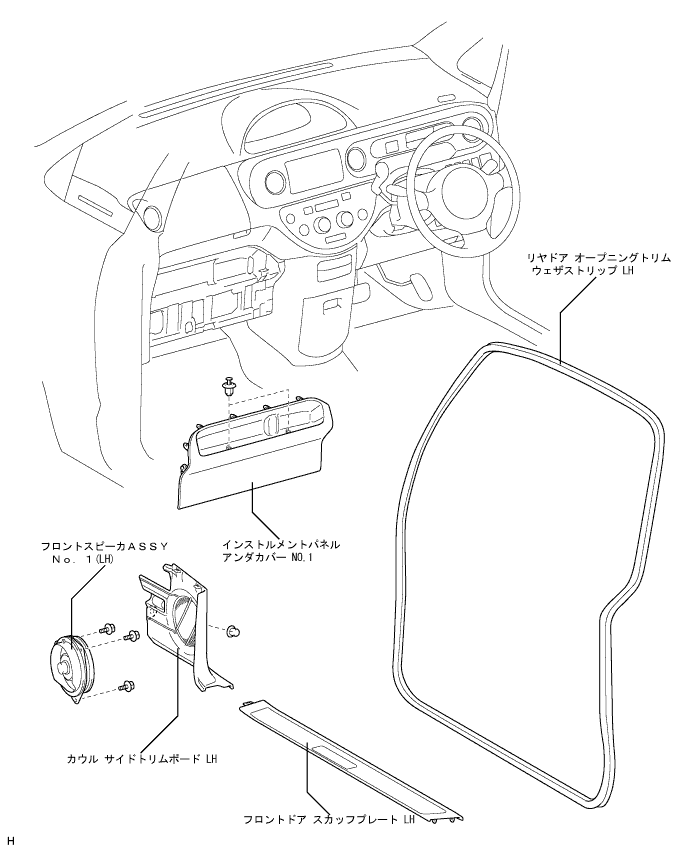 リヤドア オープニングトリム
ウェザストリップ LH
インストルメントパネル
アンダカバー NO.1
フロントスピーカASSY
No. 1(LH)
カウル サイドトリムボード LH
フロントドア スカッフプレート LH
H